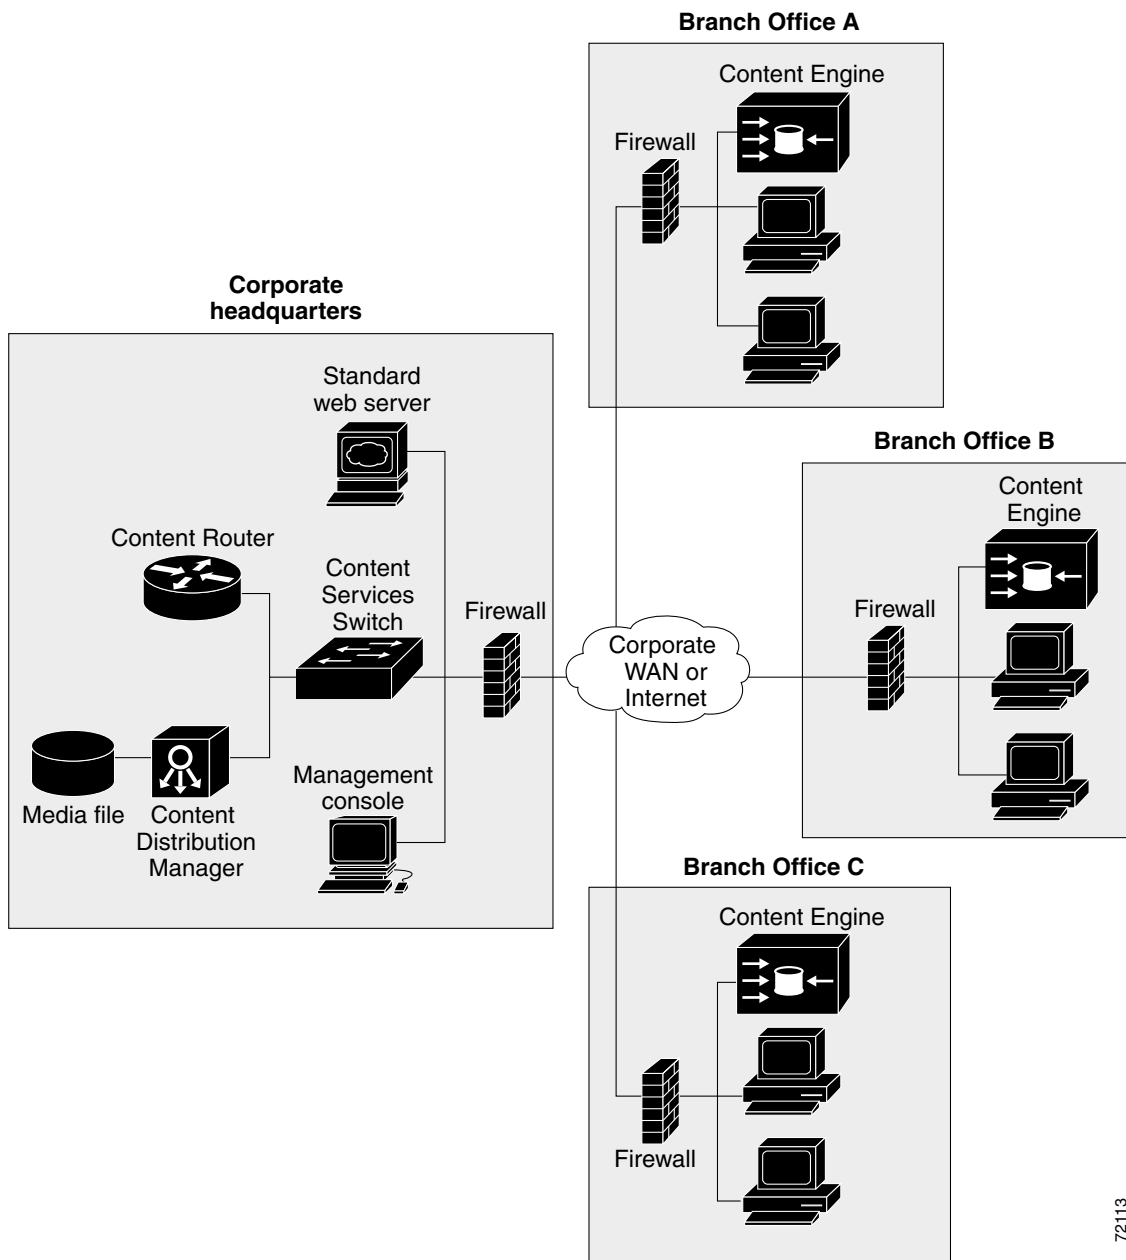 Branch Office A
Content Engine
Firewall
Corporate
headquarters
Standard
web server
Content Router
Content
Services
Switch
Firewall
Media file
Content
Distribution
Manager
Management
console
Corporate
WAN or
Internet
Branch Office B
Content
Engine
Firewall
Branch Office C
Content Engine
Firewall
72113